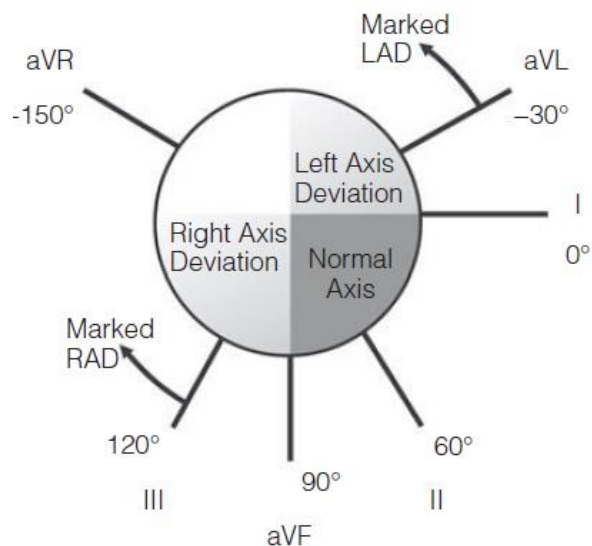 Marked
LAD
aVR
aVL
-150°
–30°
Left Axis
Deviation
I
Right Axis
Deviation
Normal
Axis
0°
Marked
RAD
120°
60°
90°
III
II
aVF